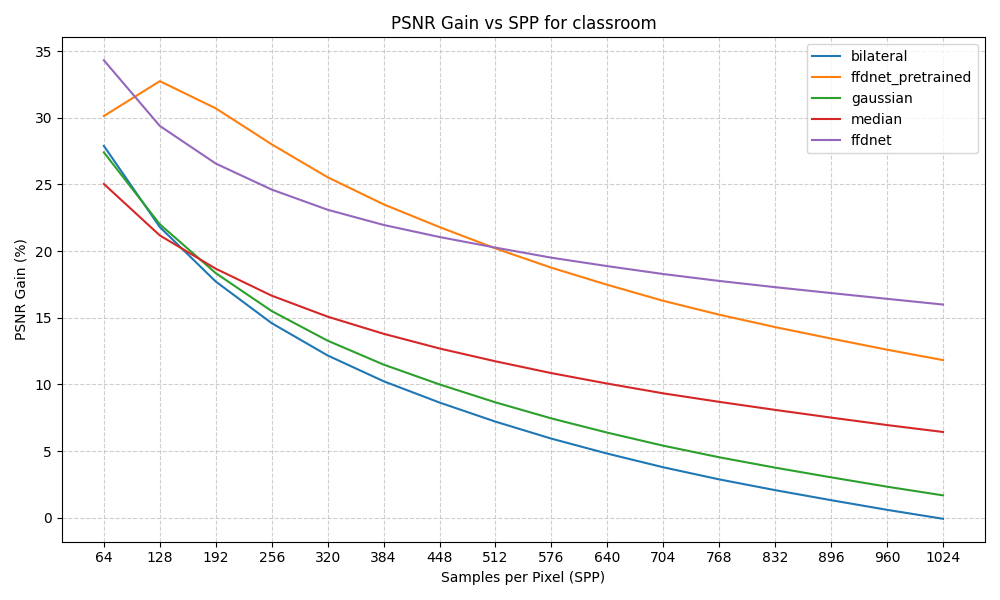 PSNR Gain vs SPP for classroom
PSNR Gain (%)
35
30
25
20
15
10
5
0
bilateral
ffdnet_pretrained
gaussian
median
ffdnet
64 128 192 256 320 384 448 512 576 640 704 768 832 896 960 1024
Samples per Pixel (SPP)